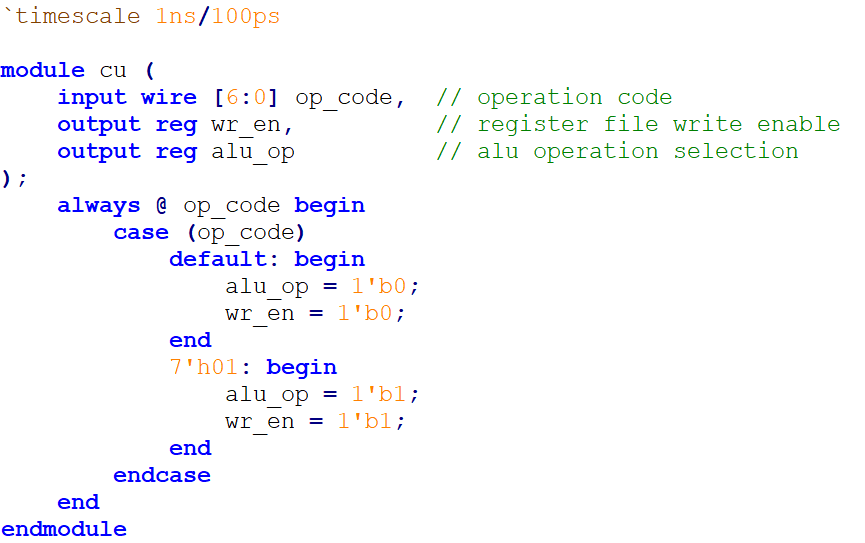 `timescale 1ns/100ps

module cu (
    input wire [6:0] op_code,  // operation code
    output reg wr_en,          // register file write enable
    output reg alu_op          // alu operation selection
);
    always @ op_code begin
        case (op_code)
            default: begin
                alu_op = 1'b0;
                wr_en = 1'b0;
            end
            7'h01: begin
                alu_op = 1'b1;
                wr_en = 1'b1;
            end
        endcase
    end
endmodule